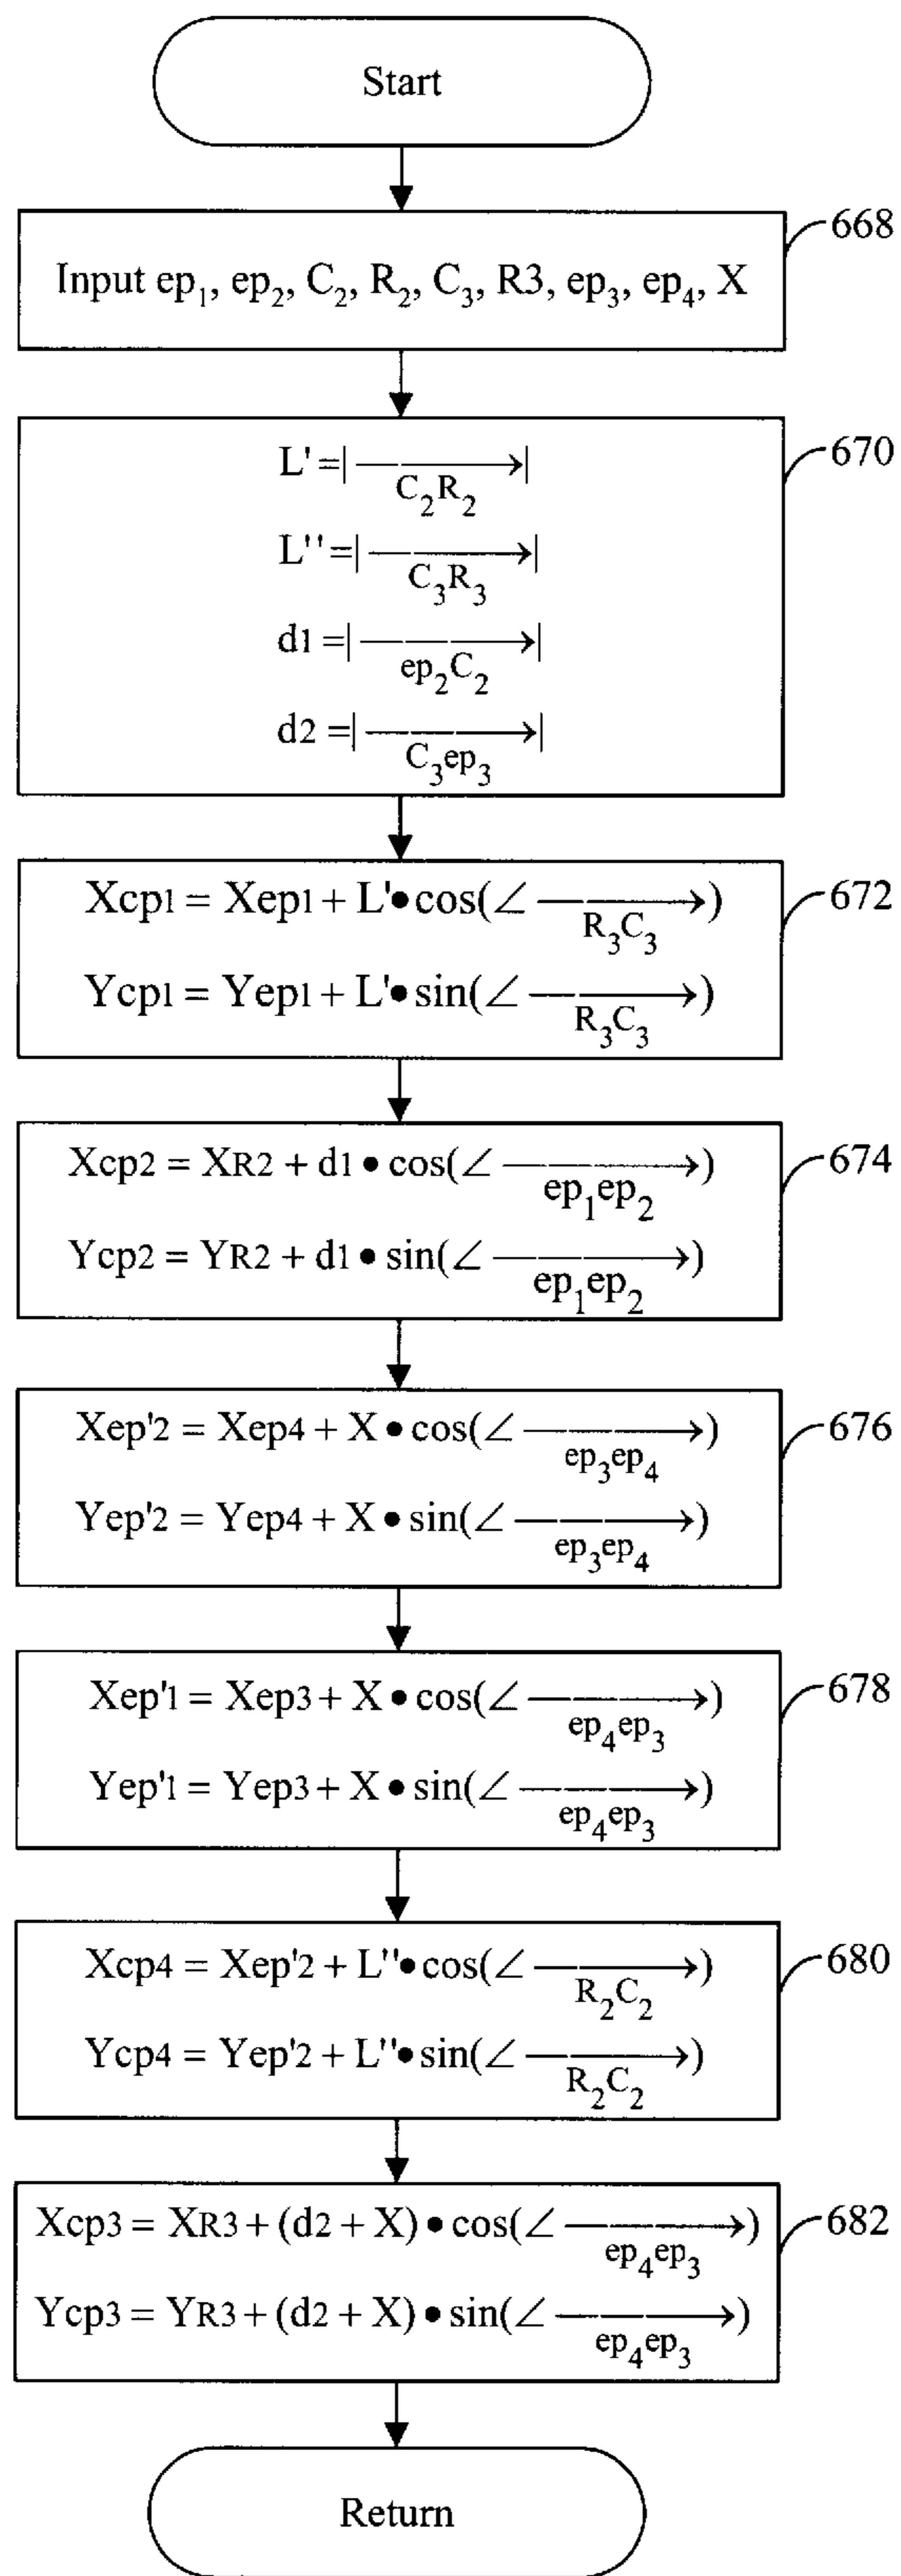 Start
668
Input ep₁, ep₂, C₂, R₂, C₃, R3, ep₃, ep₄, X
670
L' =| ⟶ |
C₂R₂
L'' =| ⟶ |
C₃R₃
d1 =| ⟶ |
ep₂C₂
d2 =| ⟶ |
C₃ep₃
672
Xcp1 = Xep1 + L'•cos(∠ ⟶ )
R₃C₃
Ycp1 = Yep1 + L'•sin(∠ ⟶ )
R₃C₃
674
Xcp2 = XR2 + d1 • cos(∠ ⟶ )
ep₁ep₂
Ycp2 = YR2 + d1 • sin(∠ ⟶ )
ep₁ep₂
676
Xep'2 = Xep4 + X • cos(∠ ⟶ )
ep₃ep₄
Yep'2 = Yep4 + X • sin(∠ ⟶ )
ep₃ep₄
678
Xep'1 = Xep3 + X • cos(∠ ⟶ )
ep₄ep₃
Yep'1 = Yep3 + X • sin(∠ ⟶ )
ep₄ep₃
680
Xcp4 = Xep'2 + L''•cos(∠ ⟶ )
R₂C₂
Ycp4 = Yep'2 + L''•sin(∠ ⟶ )
R₂C₂
682
Xcp3 = XR3 + (d2 + X) • cos(∠ ⟶ )
ep₄ep₃
Ycp3 = YR3 + (d2 + X) • sin(∠ ⟶ )
ep₄ep₃
Return